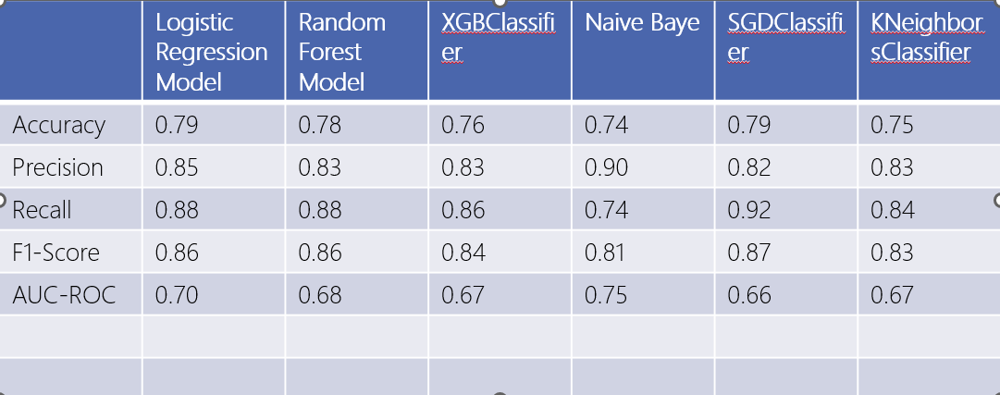 Logistic Regression Model Random Forest Model XGBClassifier Naive Baye SGDClassifier KNeighborsClassifier
Accuracy 0.79 0.78 0.76 0.74 0.79 0.75
Precision 0.85 0.83 0.83 0.90 0.82 0.83
Recall 0.88 0.88 0.86 0.74 0.92 0.84
F1-Score 0.86 0.86 0.84 0.81 0.87 0.83
AUC-ROC 0.70 0.68 0.67 0.75 0.66 0.67